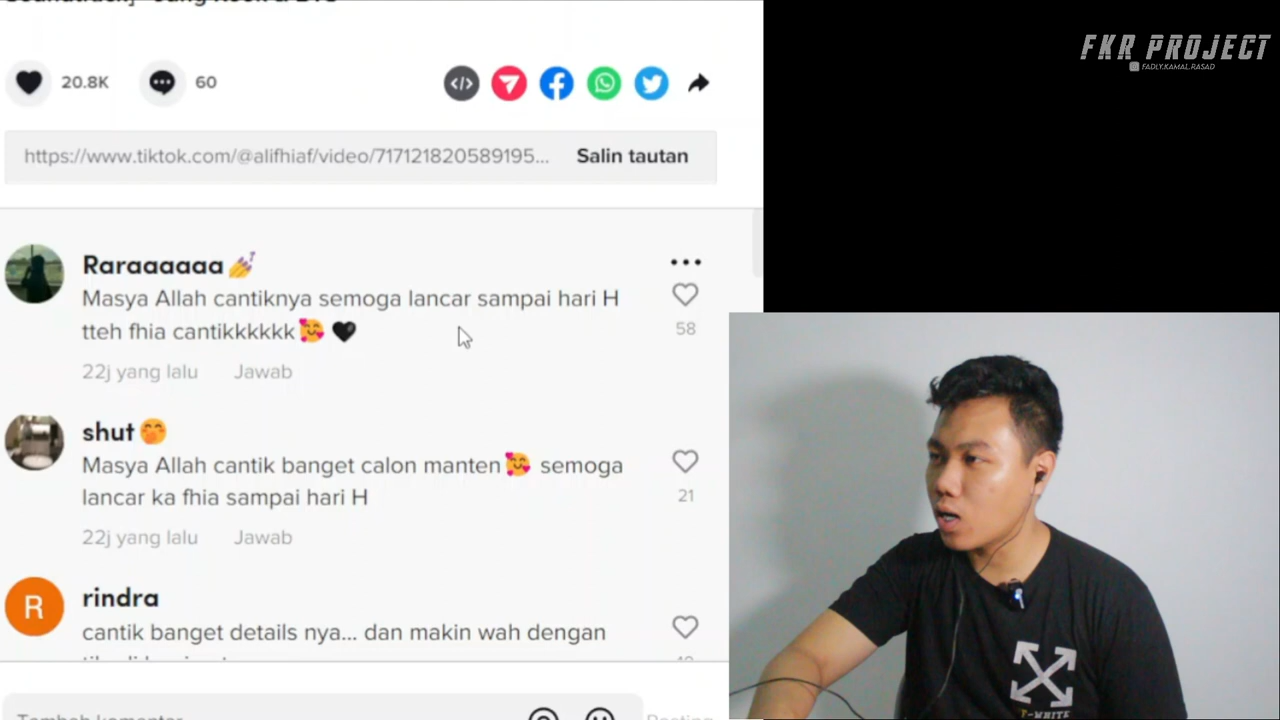 FKR PROJECT
FADLY.KAMAL.RASAD
20.8K
60
https://www.tiktok.com/@alifhiaf/video/717121820589195...
Salin tautan
Raraaaaaa
Masya Allah cantiknya semoga lancar sampai hari H
tteh fhia cantikkkkkk🥰🖤
58
22j yang lalu Jawab
shut🤭
Masya Allah cantik banget calon manten🥰 semoga
lancar ka fhia sampai hari H
21
22j yang lalu Jawab
R
rindra
cantik banget details nya... dan makin wah dengan